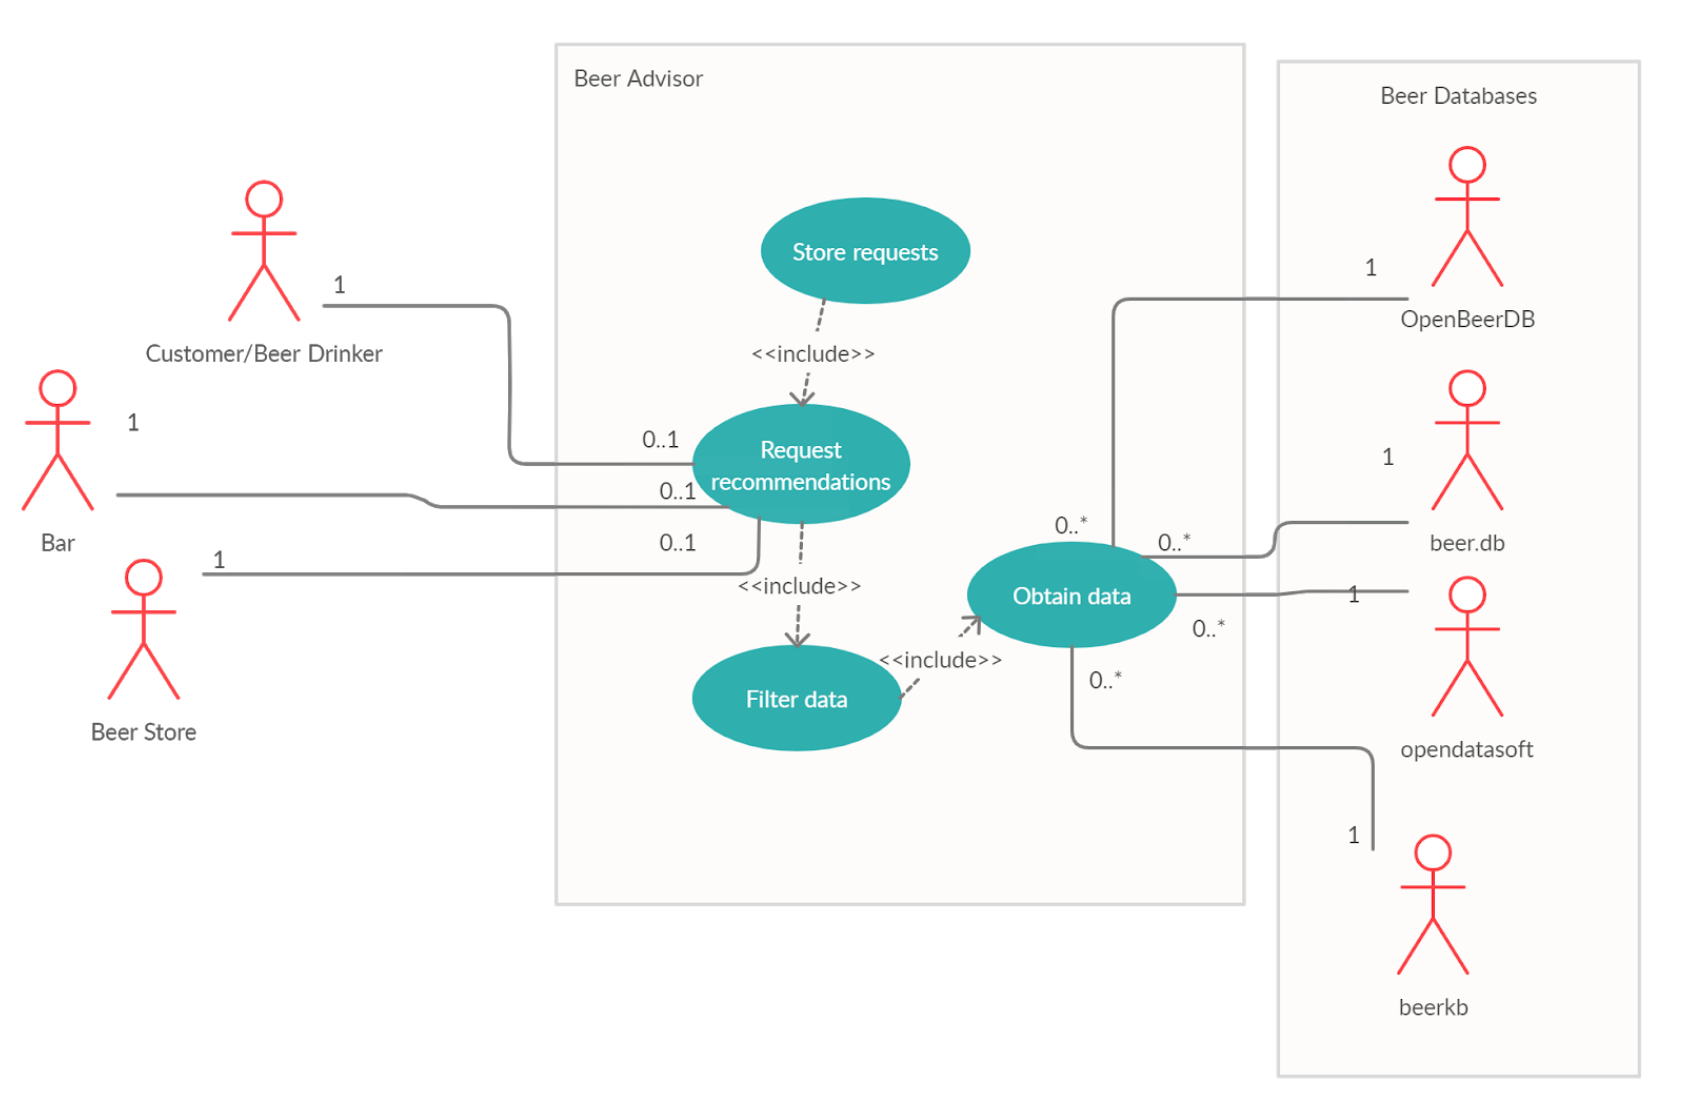 Beer Advisor
Beer Databases
Store requests
1
1
OpenBeerDB
Customer/Beer Drinker
<<include>>
1
0..1
Request
recommendations
1
0..1
0..*
Bar
0..1
0..*
beer.db
1
<<include>>
Obtain data
1
0..*
<<include>>
0..*
Filter data
Beer Store
opendatasoft
1
beerkb